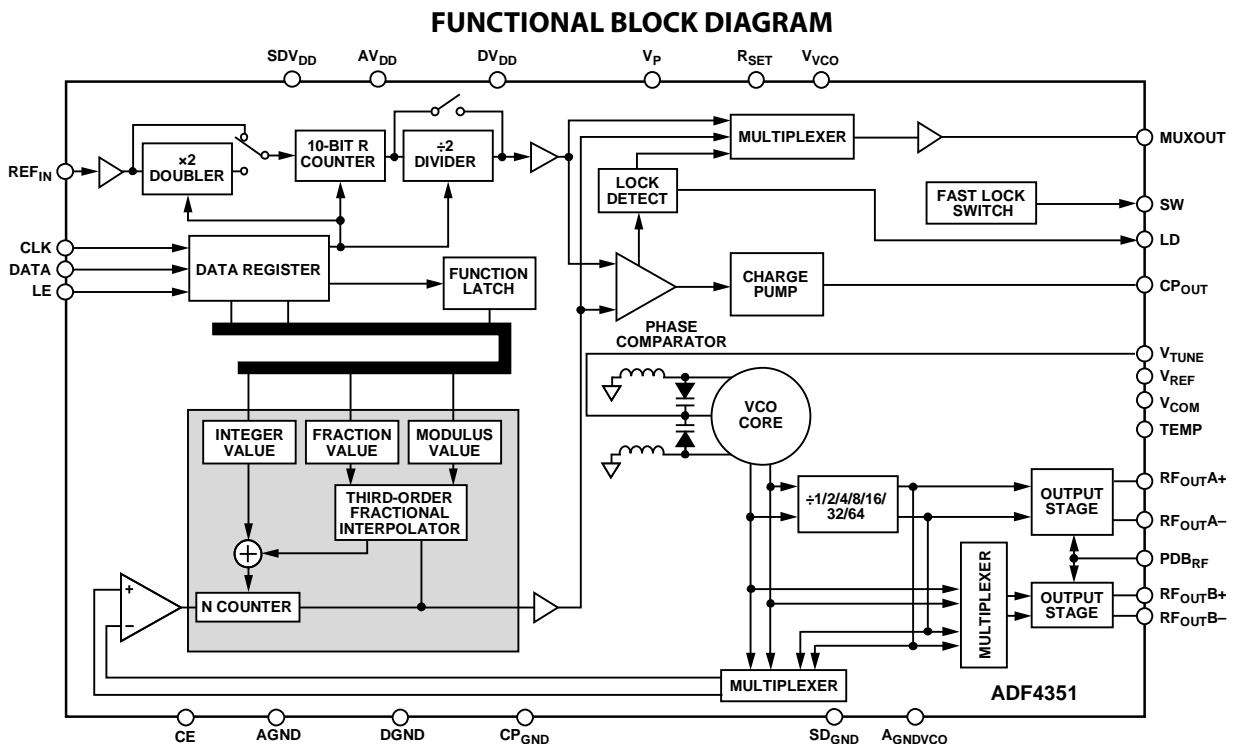 FUNCTIONAL BLOCK DIAGRAM
SDVDD
AVDD
DVDD
VP
RSET
VVCO
REFIN
×2
DOUBLER
10-BIT R
COUNTER
÷2
DIVIDER
MULTIPLEXER
MUXOUT
LOCK
DETECT
FAST LOCK
SWITCH
SW
LD
CLK
DATA
LE
DATA REGISTER
FUNCTION
LATCH
CHARGE
PUMP
CPOUT
PHASE
COMPARATOR
VTUNE
VREF
VCOM
TEMP
VCO
CORE
INTEGER
VALUE
FRACTION
VALUE
MODULUS
VALUE
THIRD-ORDER
FRACTIONAL
INTERPOLATOR
÷1/2/4/8/16/
32/64
OUTPUT
STAGE
RFOUTA+
RFOUTA–
PDBRF
MULTIPLEXER
OUTPUT
STAGE
RFOUTB+
RFOUTB–
+
–
+
N COUNTER
MULTIPLEXER
ADF4351
CE
AGND
DGND
CPGND
SDGND
AGNDVCO